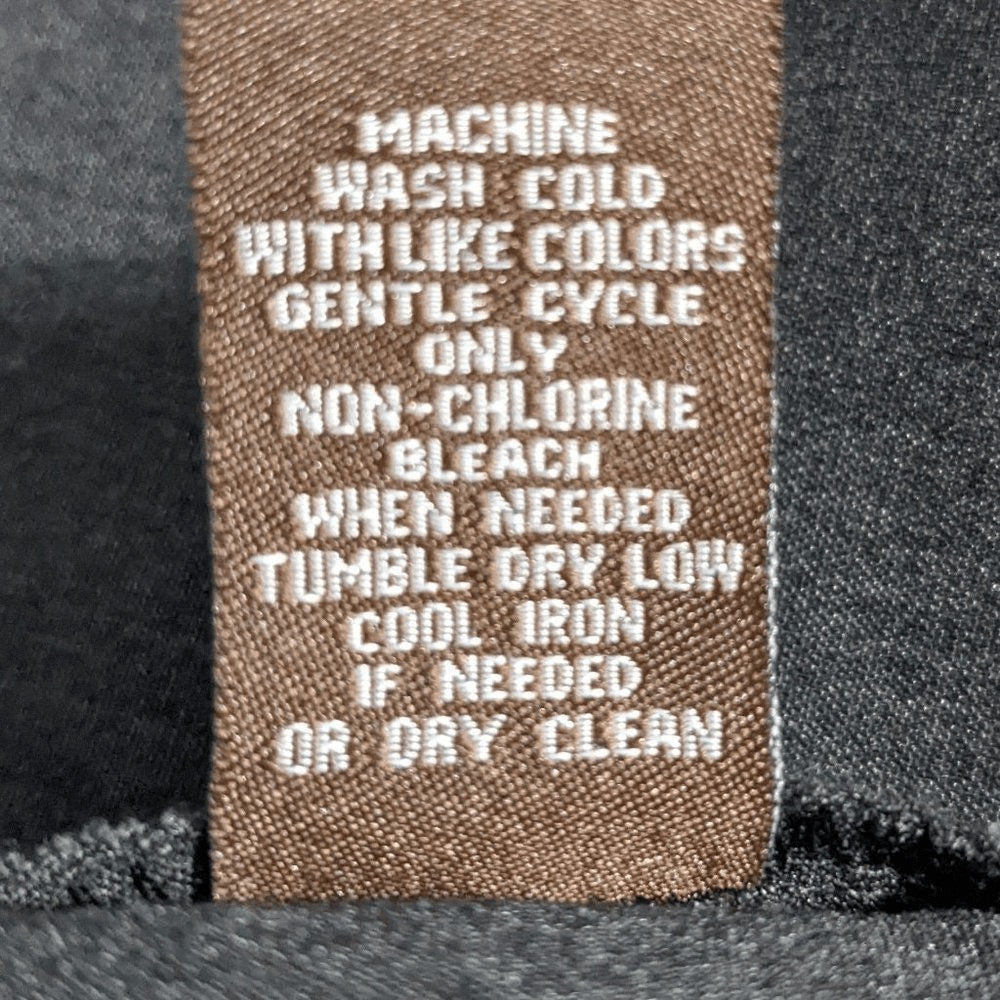 MACHINE
WASH COLD
WITH LIKE COLORS
GENTLE CYCLE
ONLY
NON-CHLORINE
BLEACH
WHEN NEEDED
TUMBLE DRY LOW
COOL IRON
IF NEEDED
OR DRY CLEAN